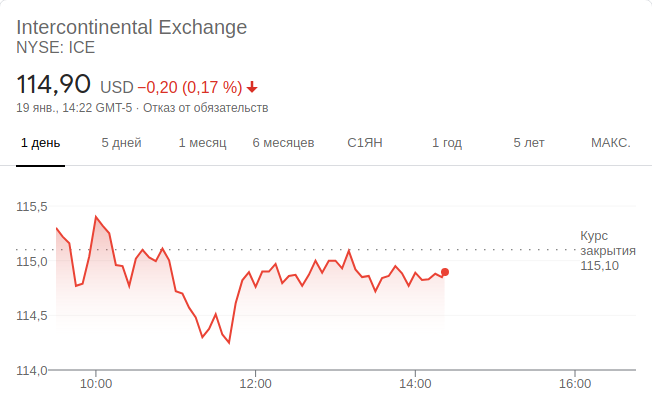 Intercontinental Exchange
NYSE: ICE
114,90 USD −0,20 (0,17 %)
19 янв., 14:22 GMT-5 · Отказ от обязательств
1 день 5 дней 1 месяц 6 месяцев С1ЯН 1 год 5 лет МАКС.
115,5
Курс
закрытия
115,10
115,0
114,5
114,0
10:00 12:00 14:00 16:00